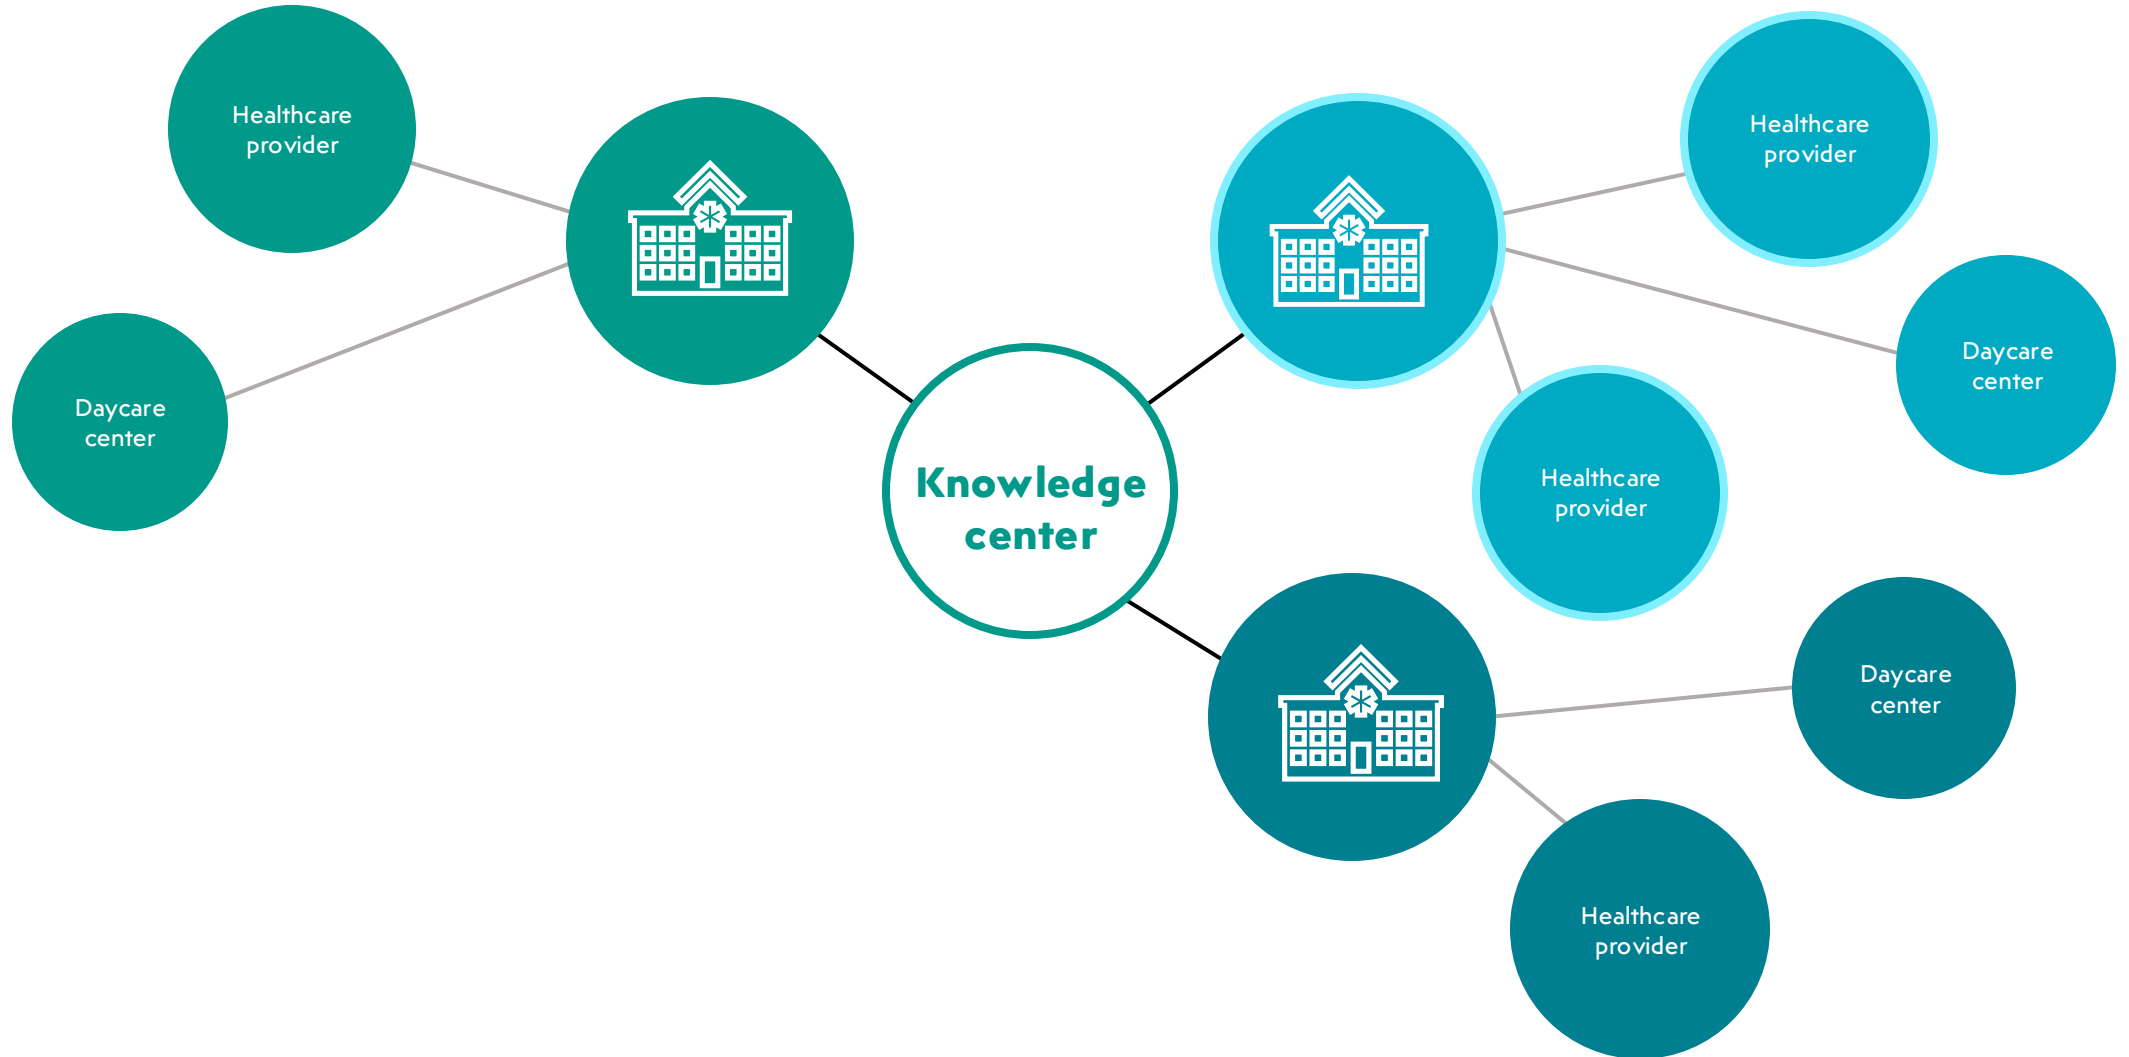 Healthcare
provider
Healthcare
provider
Daycare
center
Daycare
center
Knowledge
center
Healthcare
provider
Daycare
center
Healthcare
provider